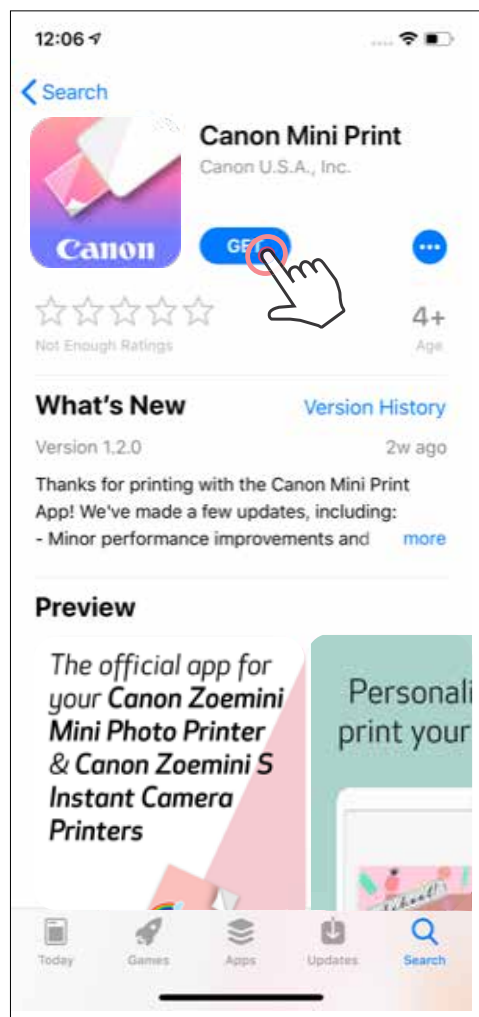 12:06
Search
Canon Mini Print
Canon U.S.A., Inc.
Canon
GET
4+
Not Enough Ratings
Age
What's New
Version History
Version 1.2.0
2w ago
Thanks for printing with the Canon Mini Print
App! We've made a few updates, including:
- Minor performance improvements and more
Preview
The official app for
your Canon Zoemini
Mini Photo Printer
& Canon Zoemini S
Instant Camera
Printers
Personali
print your
Today
Games
Apps
Updates
Search